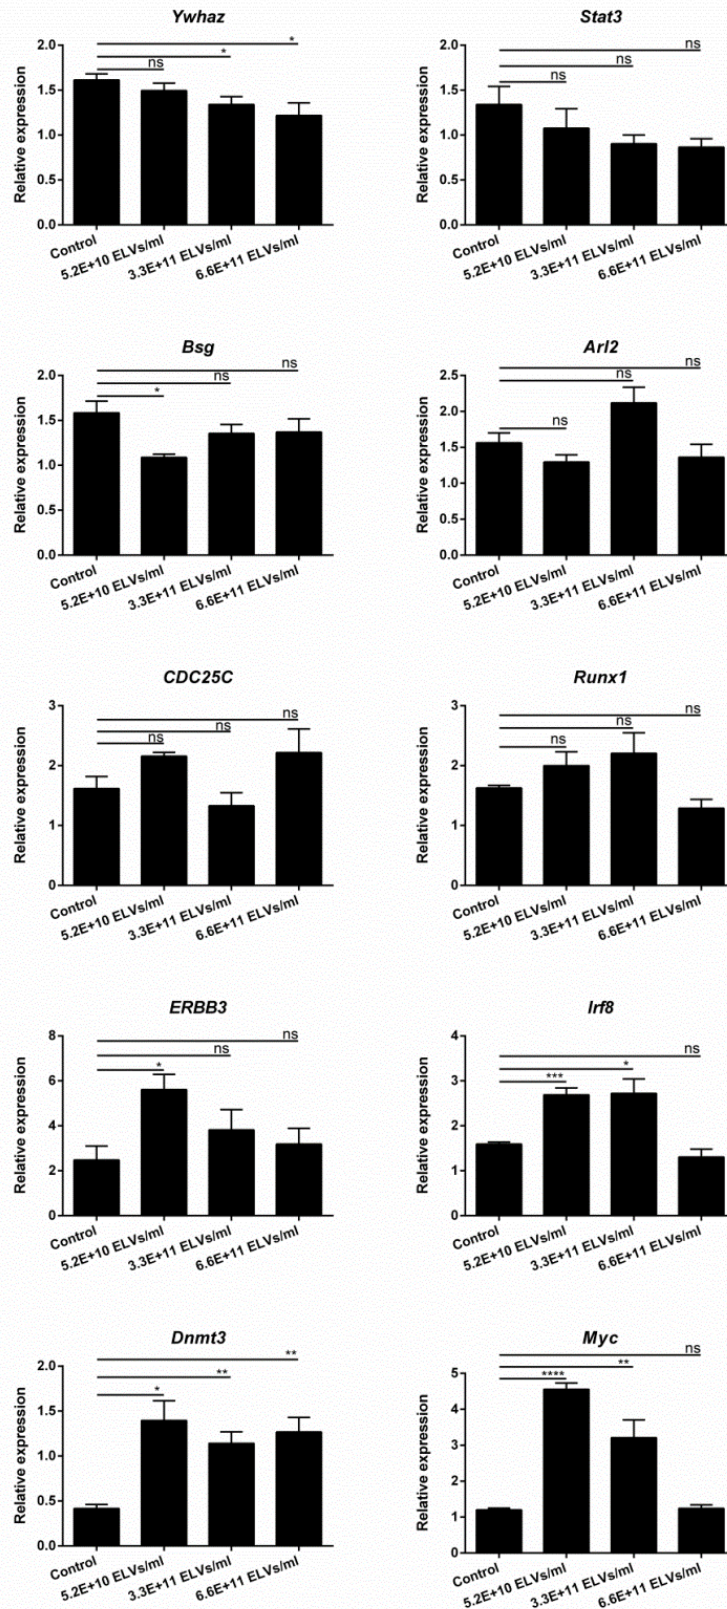 Ywhaz
Relative expression
2.0
1.5
1.0
0.5
0.0
*
*
ns
Control
5.2E+10 ELVs/ml
3.3E+11 ELVs/ml
6.6E+11 ELVs/ml
Stat3
Relative expression
2.0
1.5
1.0
0.5
0.0
ns
ns
ns
Control
5.2E+10 ELVs/ml
3.3E+11 ELVs/ml
6.6E+11 ELVs/ml
Bsg
Relative expression
2.0
1.5
1.0
0.5
0.0
ns
ns
*
Control
5.2E+10 ELVs/ml
3.3E+11 ELVs/ml
6.6E+11 ELVs/ml
Arl2
Relative expression
2.5
2.0
1.5
1.0
0.5
0.0
ns
ns
ns
Control
5.2E+10 ELVs/ml
3.3E+11 ELVs/ml
6.6E+11 ELVs/ml
CDC25C
Relative expression
3
2
1
0
ns
ns
ns
Control
5.2E+10 ELVs/ml
3.3E+11 ELVs/ml
6.6E+11 ELVs/ml
Runx1
Relative expression
3
2
1
0
ns
ns
ns
Control
5.2E+10 ELVs/ml
3.3E+11 ELVs/ml
6.6E+11 ELVs/ml
ERBB3
Relative expression
8
6
4
2
0
ns
ns
*
Control
5.2E+10 ELVs/ml
3.3E+11 ELVs/ml
6.6E+11 ELVs/ml
Irf8
Relative expression
4
3
2
1
0
ns
*
***
Control
5.2E+10 ELVs/ml
3.3E+11 ELVs/ml
6.6E+11 ELVs/ml
Dnmt3
Relative expression
2.0
1.5
1.0
0.5
0.0
**
**
*
Control
5.2E+10 ELVs/ml
3.3E+11 ELVs/ml
6.6E+11 ELVs/ml
Myc
Relative expression
5
4
3
2
1
0
ns
**
****
Control
5.2E+10 ELVs/ml
3.3E+11 ELVs/ml
6.6E+11 ELVs/ml